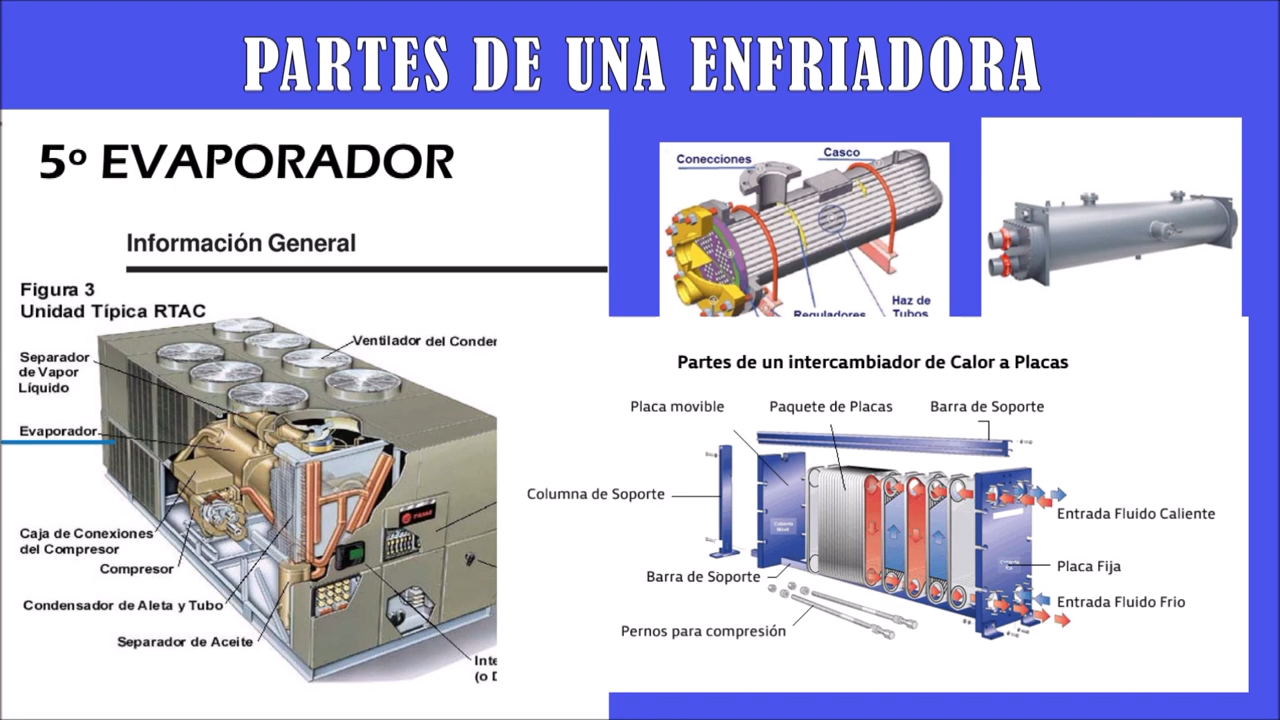 PARTES DE UNA ENFRIADORA
5º EVAPORADOR
Información General
Figura 3
Unidad Típica RTAC
Ventilador del Conder
Separador
de Vapor
Líquido
Evaporador
Caja de Conexiones
del Compresor
Compresor
Condensador de Aleta y Tubo
Separador de Aceite
Inte
(o D
TRANE
Conecciones
Casco
Haz de
Tubos
Reguladores
Partes de un intercambiador de Calor a Placas
Placa movible
Paquete de Placas
Barra de Soporte
Columna de Soporte
Entrada Fluido Caliente
Placa Fija
Barra de Soporte
Entrada Fluido Frio
Pernos para compresión